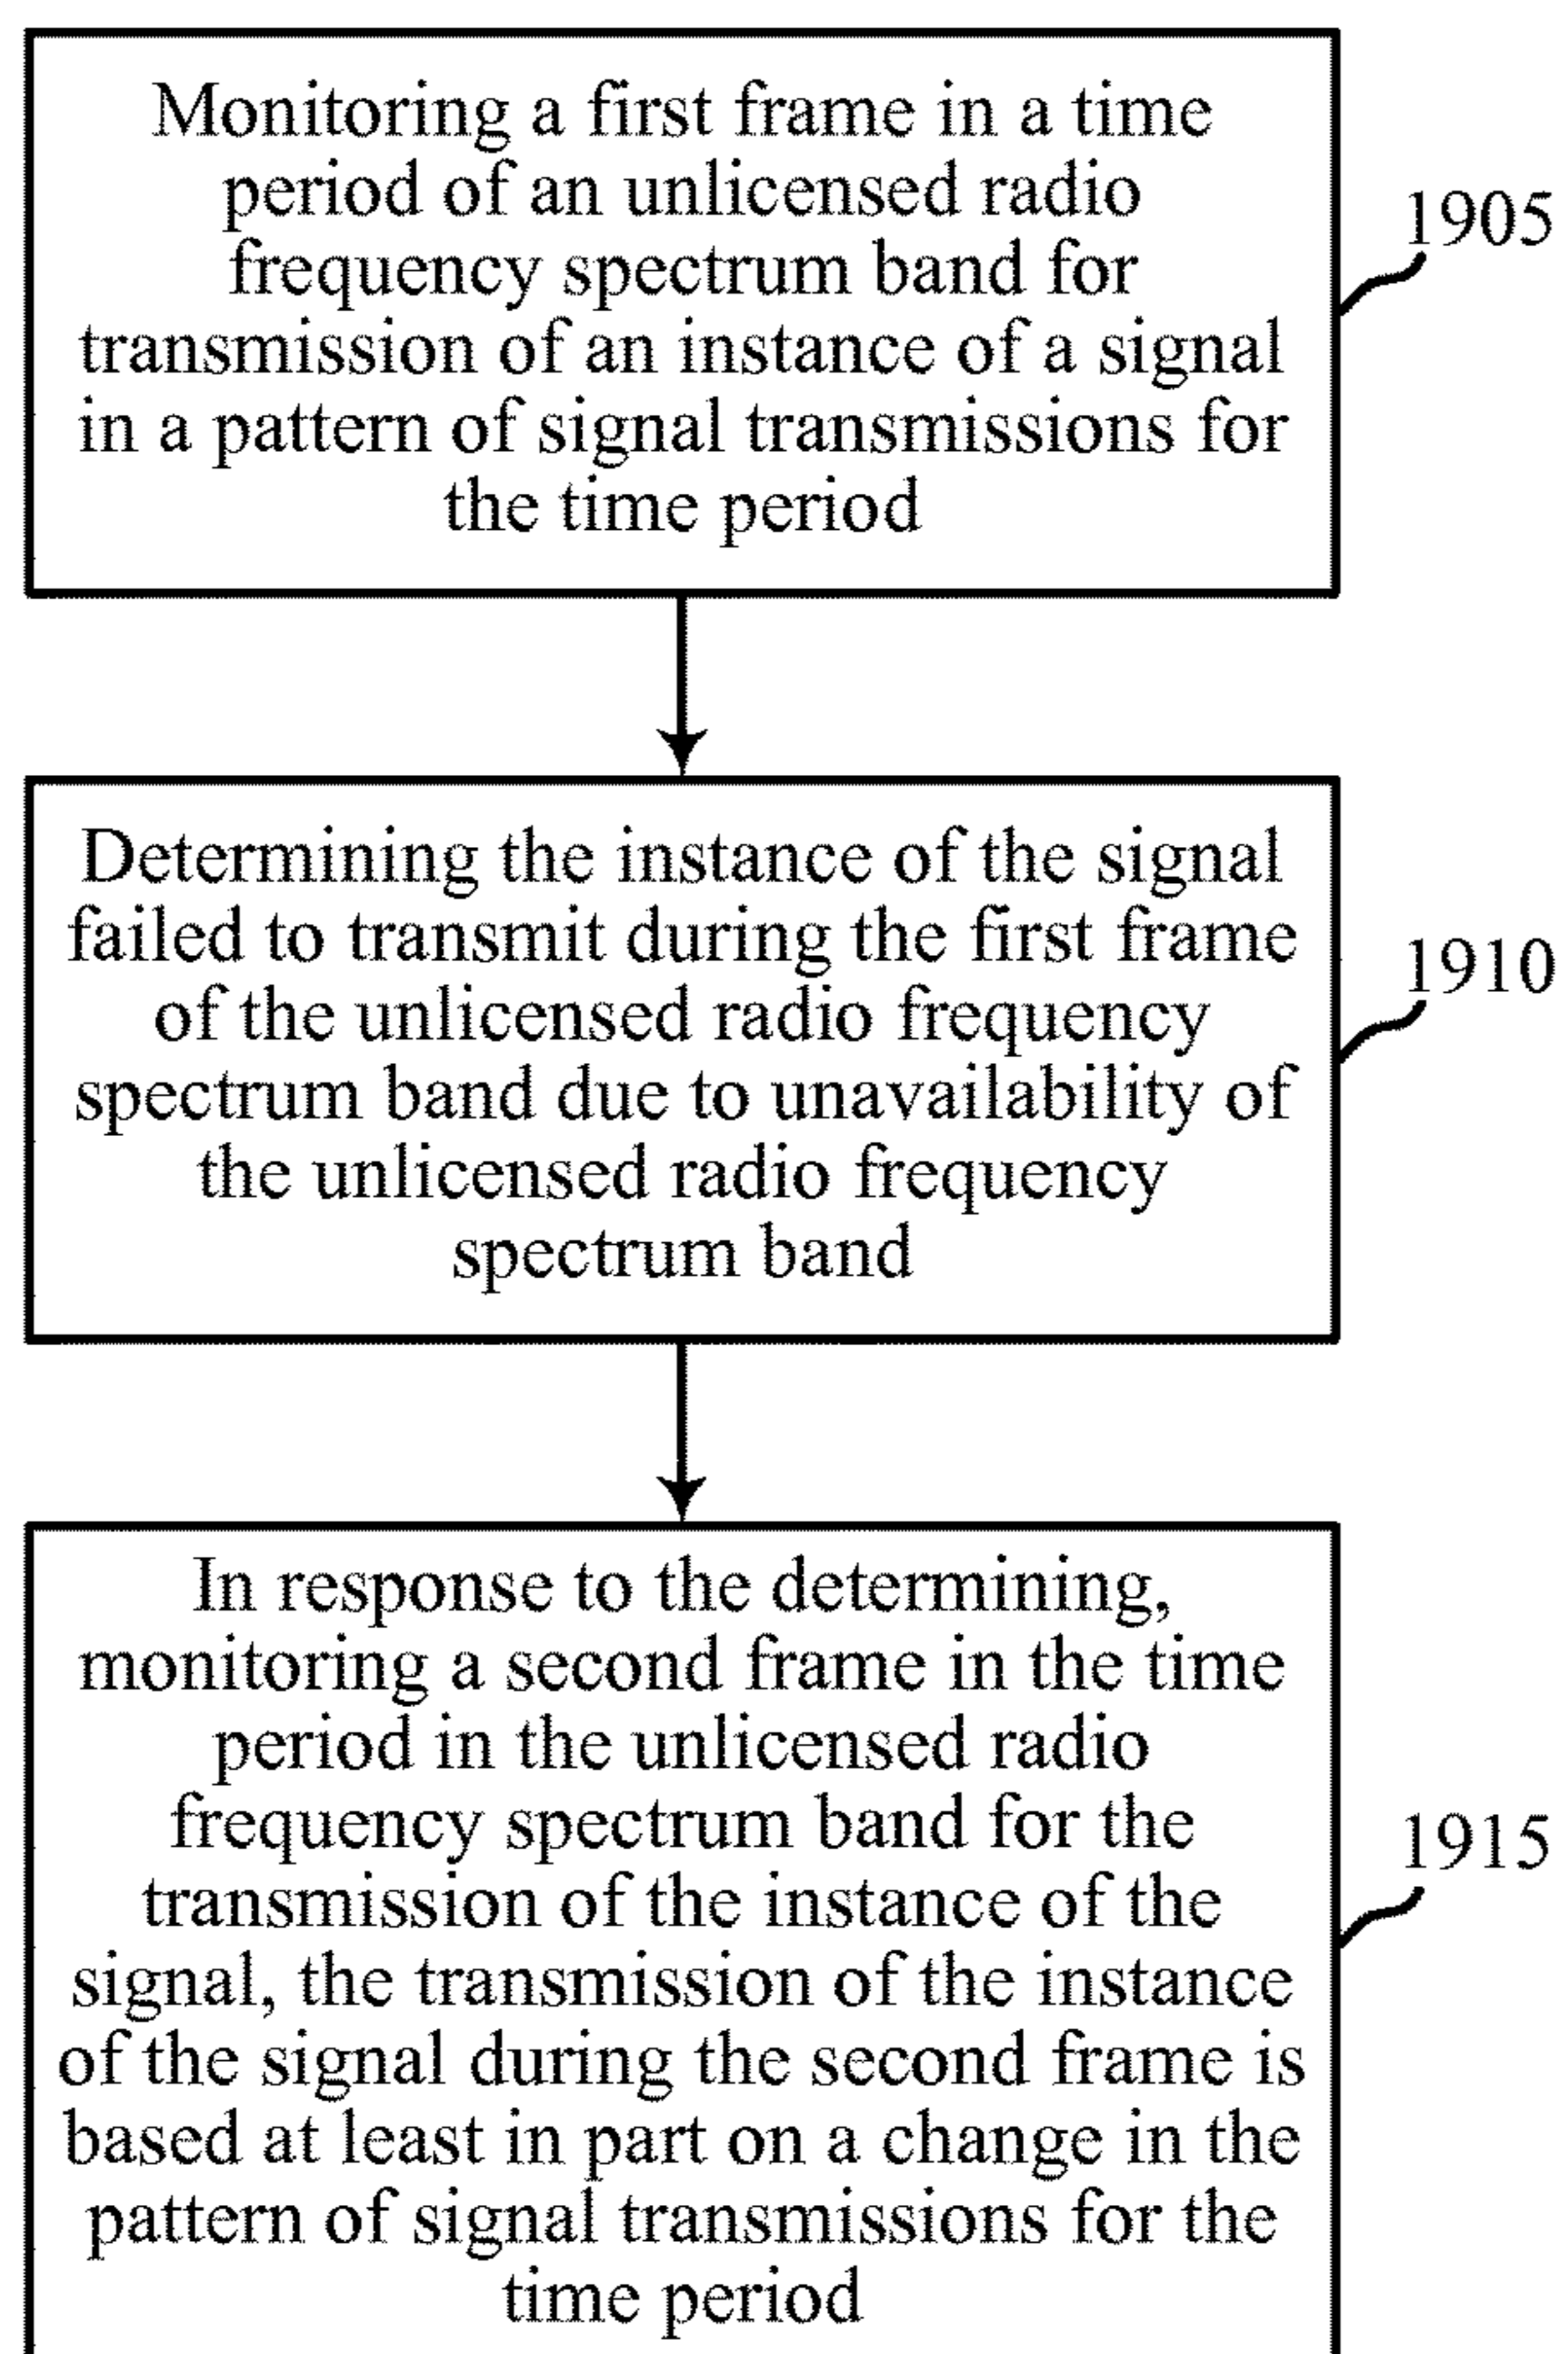 Monitoring a first frame in a time
period of an unlicensed radio
frequency spectrum band for
transmission of an instance of a signal
in a pattern of signal transmissions for
the time period
1905
Determining the instance of the signal
failed to transmit during the first frame
of the unlicensed radio frequency
spectrum band due to unavailability of
the unlicensed radio frequency
spectrum band
1910
In response to the determining,
monitoring a second frame in the time
period in the unlicensed radio
frequency spectrum band for the
transmission of the instance of the
signal, the transmission of the instance
of the signal during the second frame is
based at least in part on a change in the
pattern of signal transmissions for the
time period
1915